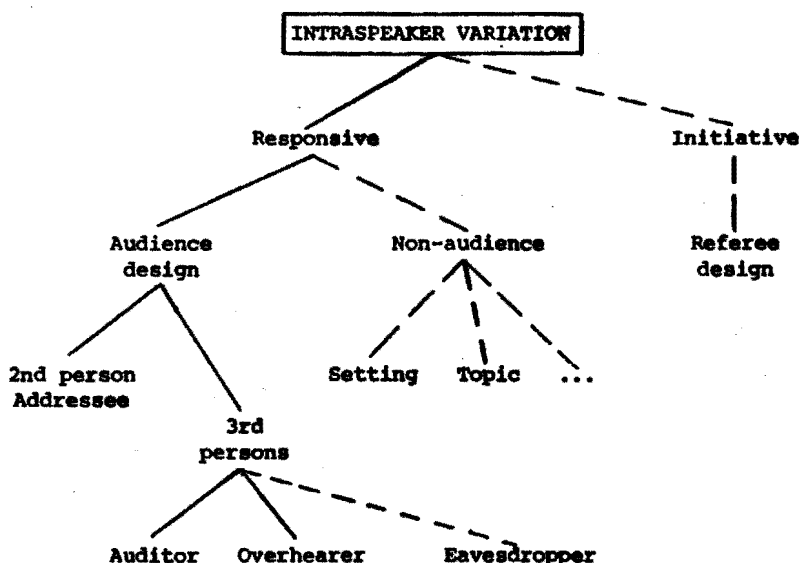 INTRASPEAKER VARIATION
Responsive Initiative
Audience Non-audience Referee
design design
2nd person Setting Topic ...
Addressee
3rd
persons
Auditor Overhearer Eavesdropper